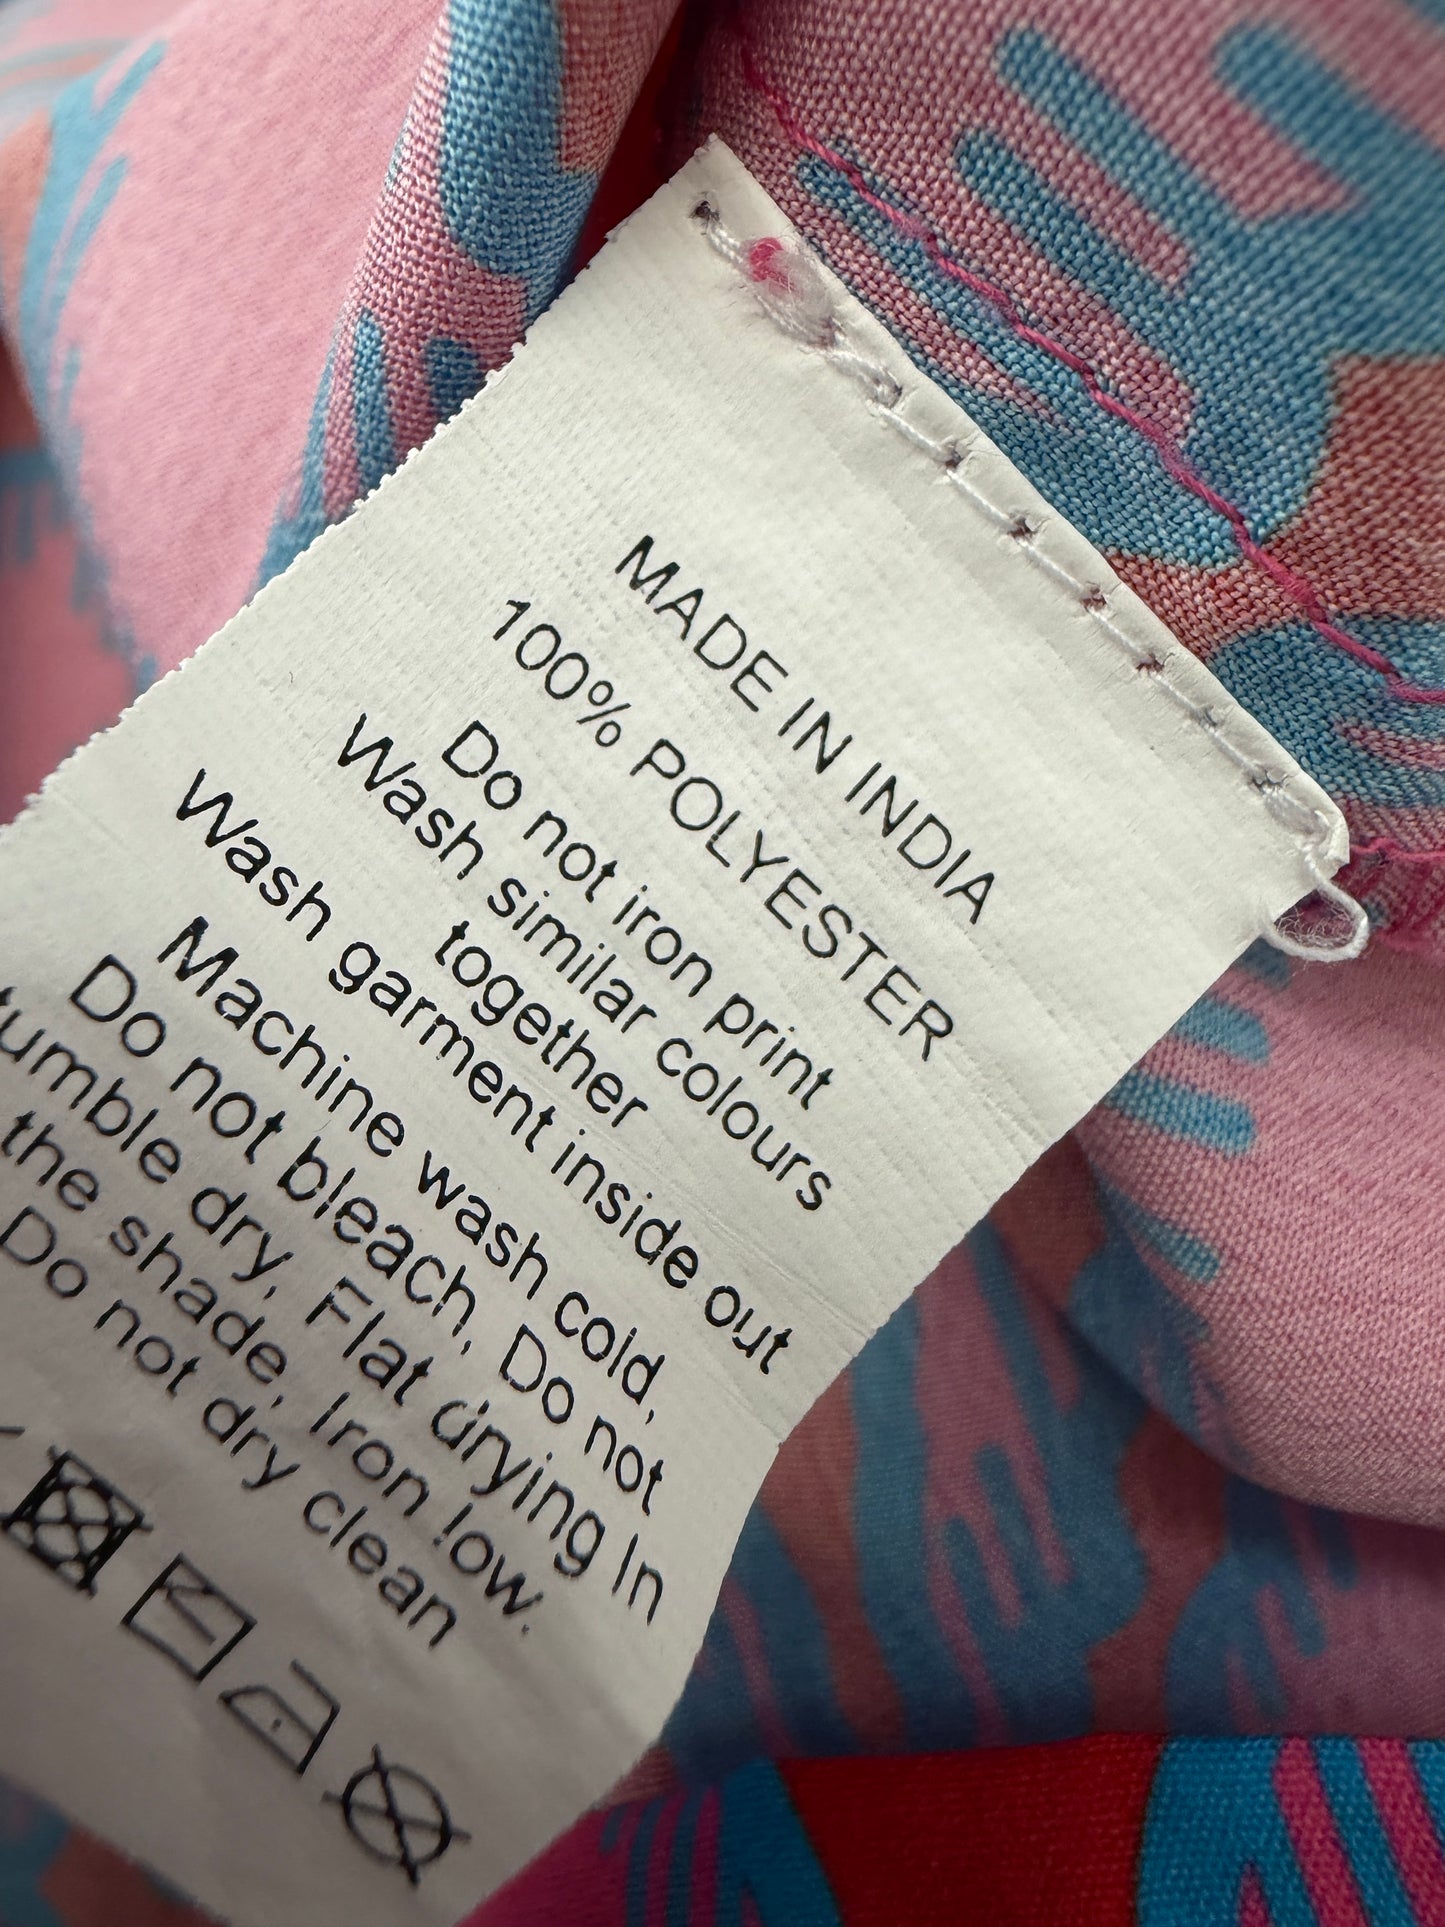 MADE IN INDIA
100% POLYESTER
Do not iron print
Wash similar colours
together
Wash garment inside out
Machine wash cold,
Do not bleach, Do not
tumble dry, Flat drying In
the shade, Iron low.
Do not dry clean